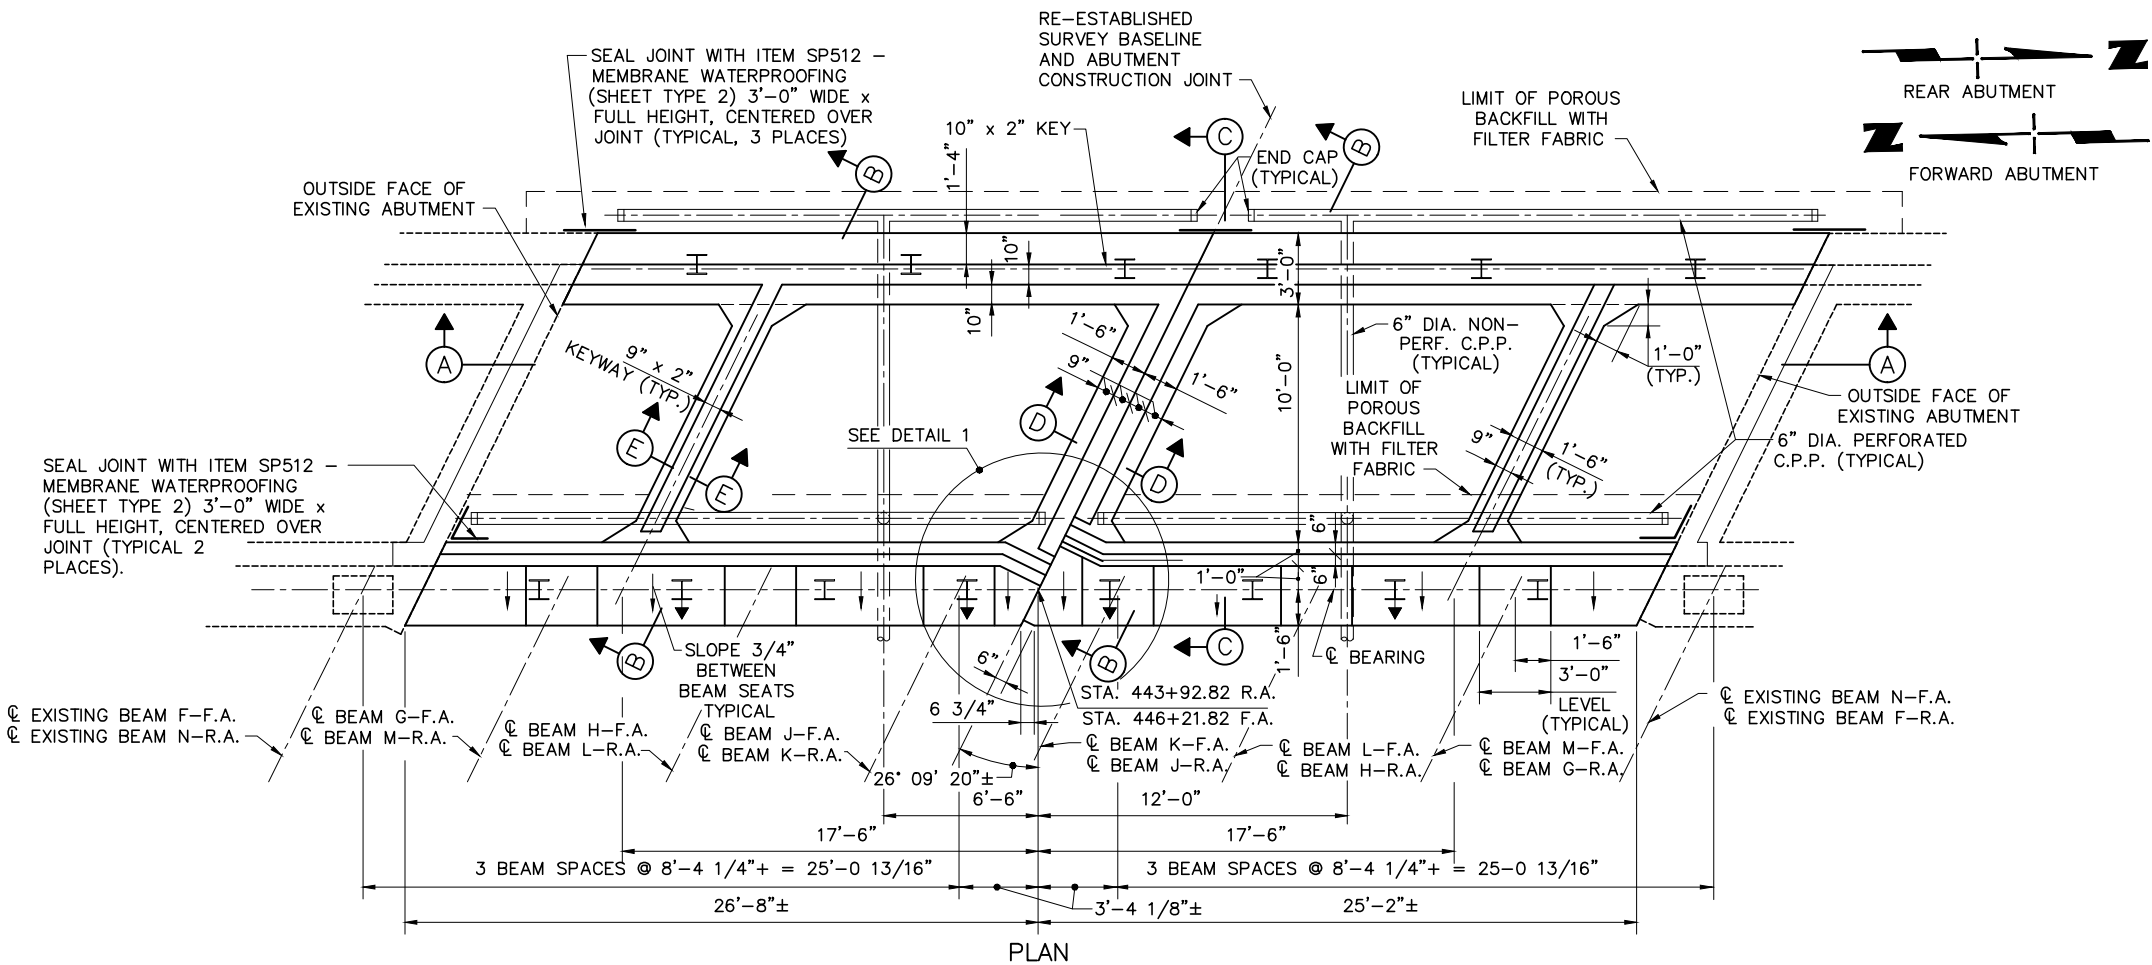 RE-ESTABLISHED
SURVEY BASELINE
AND ABUTMENT
CONSTRUCTION JOINT
SEAL JOINT WITH ITEM SP512 -
MEMBRANE WATERPROOFING
(SHEET TYPE 2) 3'-0" WIDE x
FULL HEIGHT, CENTERED OVER
JOINT (TYPICAL, 3 PLACES)
Z
REAR ABUTMENT
Z
FORWARD ABUTMENT
LIMIT OF POROUS
BACKFILL WITH
FILTER FABRIC
10" x 2" KEY
1'-4"
C
B
B
END CAP
(TYPICAL)
OUTSIDE FACE OF
EXISTING ABUTMENT
10"
10"
3'-0"
A
9" x 2"
KEYWAY (TYP.)
1'-6"
9"
1'-6"
10'-0"
6" DIA. NON-
PERF. C.P.P.
(TYPICAL)
1'-0"
(TYP.)
A
OUTSIDE FACE OF
EXISTING ABUTMENT
LIMIT OF
POROUS
BACKFILL
WITH FILTER
FABRIC
SEE DETAIL 1
D
D
E
E
9"
1'-6"
(TYP.)
6" DIA. PERFORATED
C.P.P. (TYPICAL)
SEAL JOINT WITH ITEM SP512 -
MEMBRANE WATERPROOFING
(SHEET TYPE 2) 3'-0" WIDE x
FULL HEIGHT, CENTERED OVER
JOINT (TYPICAL 2
PLACES).
6"
1'-0"
6"
1'-6"
B
SLOPE 3/4"
BETWEEN
BEAM SEATS
TYPICAL
6"
B
C
℄ BEARING
1'-6"
3'-0"
LEVEL
(TYPICAL)
STA. 443+92.82 R.A.
STA. 446+21.82 F.A.
6 3/4"
℄ EXISTING BEAM F-F.A.
℄ EXISTING BEAM N-R.A.
℄ BEAM G-F.A.
℄ BEAM M-R.A.
℄ BEAM H-F.A.
℄ BEAM L-R.A.
℄ BEAM J-F.A.
℄ BEAM K-R.A.
℄ BEAM K-F.A.
℄ BEAM J-R.A.
℄ BEAM L-F.A.
℄ BEAM H-R.A.
℄ BEAM M-F.A.
℄ BEAM G-R.A.
℄ EXISTING BEAM N-F.A.
℄ EXISTING BEAM F-R.A.
26° 09' 20"±
6'-6"
12'-0"
17'-6"
17'-6"
3 BEAM SPACES @ 8'-4 1/4"+ = 25'-0 13/16"
3 BEAM SPACES @ 8'-4 1/4"+ = 25-0 13/16"
26'-8"±
3'-4 1/8"±
25'-2"±
PLAN